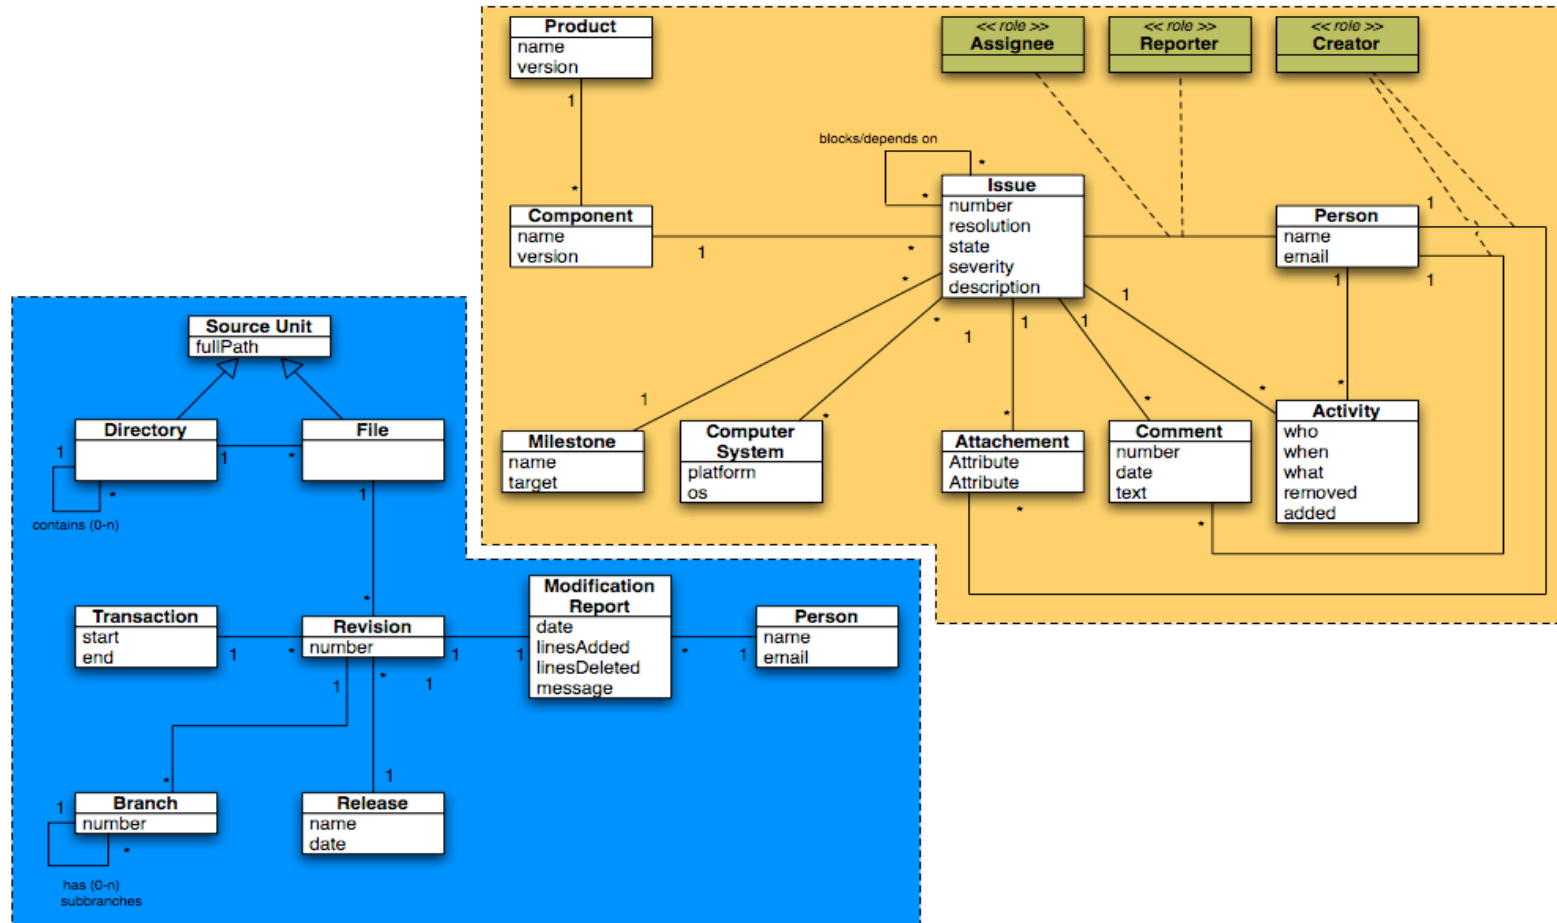 Product
name
version
<< role >>
Assignee
<< role >>
Reporter
<< role >>
Creator
1
*
blocks/depends on
*
*
Issue
number
resolution
state
severity
description
Component
name
version
1
*
Person
name
email
1
1
*
*
1
1
1
1
1
1
*
*
*
*
*
Milestone
name
target
Computer
System
platform
os
Attachement
Attribute
Attribute
Comment
number
date
text
Activity
who
when
what
removed
added
*
*
Source Unit
fullPath
Directory
File
1
1
*
*
contains (0-n)
1
*
Transaction
start
end
1
*
Revision
number
1
1
Modification
Report
date
linesAdded
linesDeleted
message
*
1
Person
name
email
1
*
1
*
1
Branch
number
1
*
has (0-n)
subbranches
Release
name
date